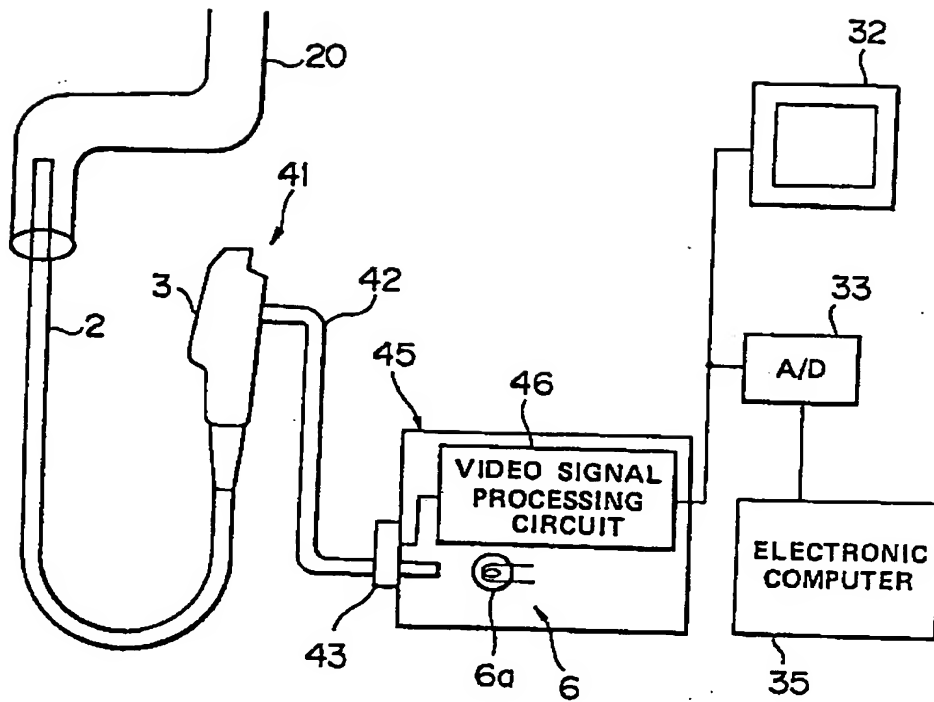 20
32
41
3
42
2
33
A/D
45
46
VIDEO SIGNAL
PROCESSING
CIRCUIT
ELECTRONIC
COMPUTER
43
6a
6
35